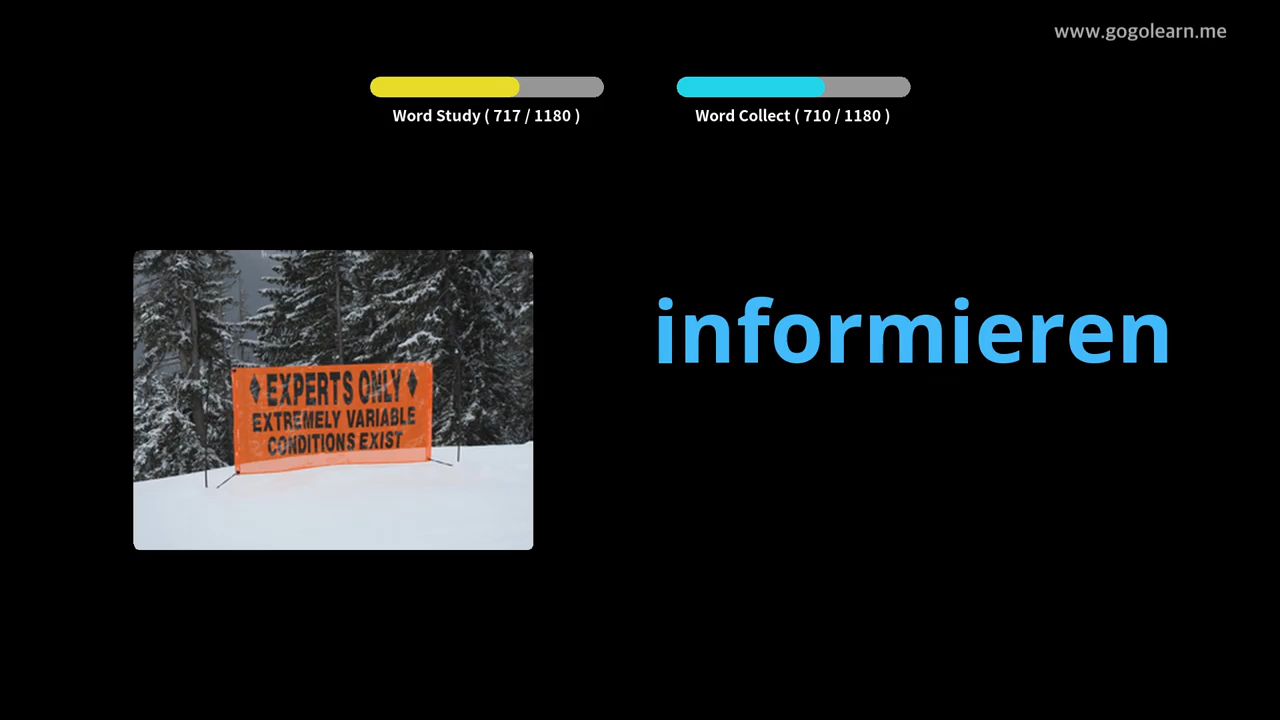 www.gogolearn.me
Word Study ( 717 / 1180 )
Word Collect ( 710 / 1180 )
informieren
EXPERTS ONLY
EXTREMELY VARIABLE
CONDITIONS EXIST